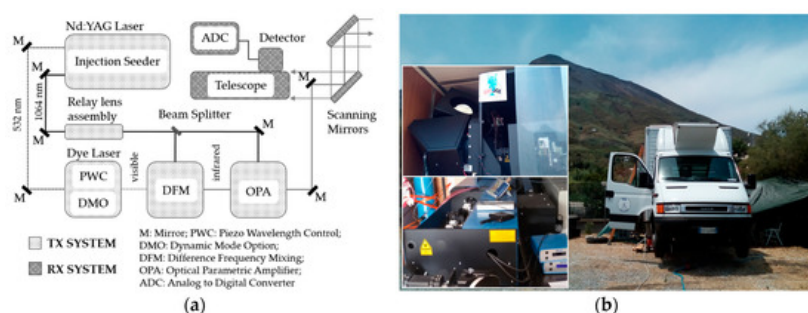 Nd:YAG Laser
Injection Seeder
ADC
Detector
Telescope
Scanning
Mirrors
M
M
M
M
M
M
532 nm
1064 nm
Relay lens
assembly
Beam Splitter
Dye Laser
PWC
DMO
visible
DFM
infrared
OPA
TX SYSTEM
RX SYSTEM
M: Mirror; PWC: Piezo Wavelength Control;
DMO: Dynamic Mode Option;
DFM: Difference Frequency Mixing;
OPA: Optical Parametric Amplifier;
ADC: Analog to Digital Converter
(a)
(b)